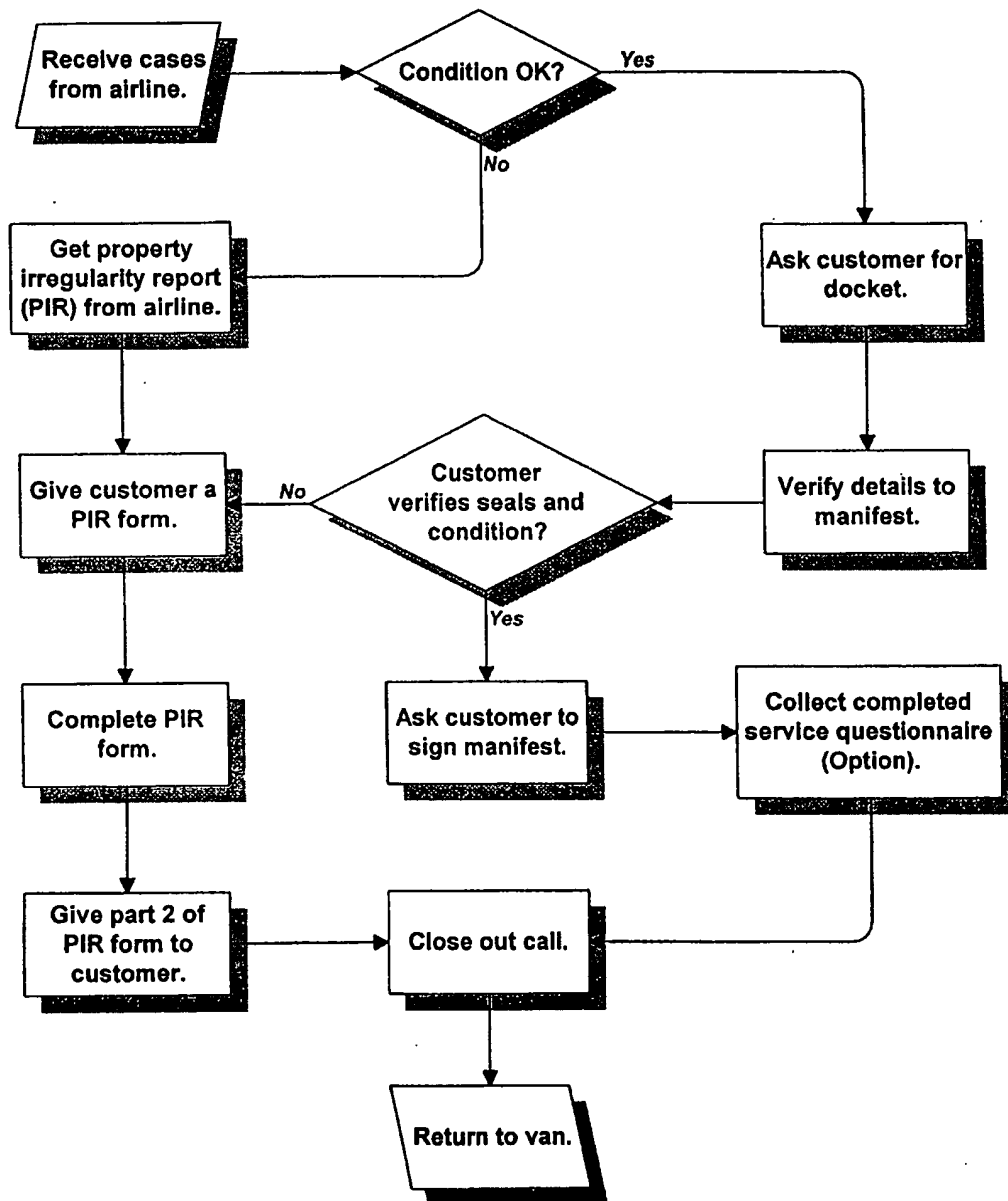 Receive cases
from airline.
Condition OK?
Yes
No
Get property
irregularity report
(PIR) from airline.
Ask customer for
docket.
Give customer a
PIR form.
No
Customer
verifies seals and
condition?
Verify details to
manifest.
Yes
Complete PIR
form.
Ask customer to
sign manifest.
Collect completed
service questionnaire
(Option).
Give part 2 of
PIR form to
customer.
Close out call.
Return to van.